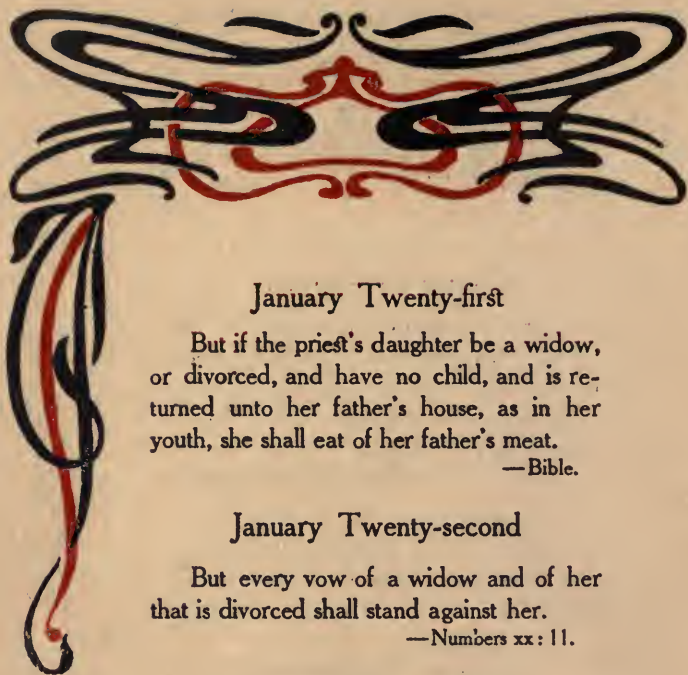 January Twenty-first
But if the priest's daughter be a widow,
or divorced, and have no child, and is re-
turned unto her father's house, as in her
youth, she shall eat of her father's meat.
—Bible.
January Twenty-second
But every vow of a widow and of her
that is divorced shall stand against her.
—Numbers xx: 11.